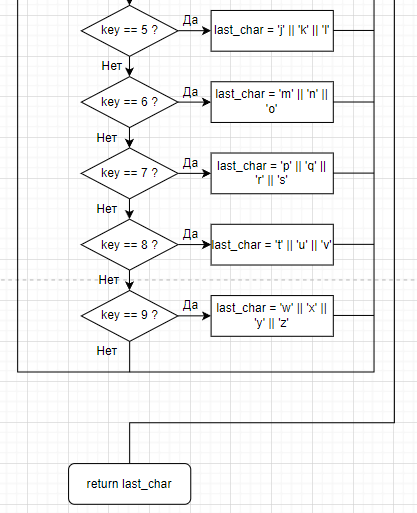 key == 5 ?
Да
last_char = 'j' || 'k' || 'l'
Нет
key == 6 ?
Да
last_char = 'm' || 'n' ||
'o'
Нет
key == 7 ?
Да
last_char = 'p' || 'q' ||
'r' || 's'
Нет
key == 8 ?
Да
last_char = 't' || 'u' || 'v'
Нет
key == 9 ?
Да
last_char = 'w' || 'x' ||
'y' || 'z'
Нет
return last_char